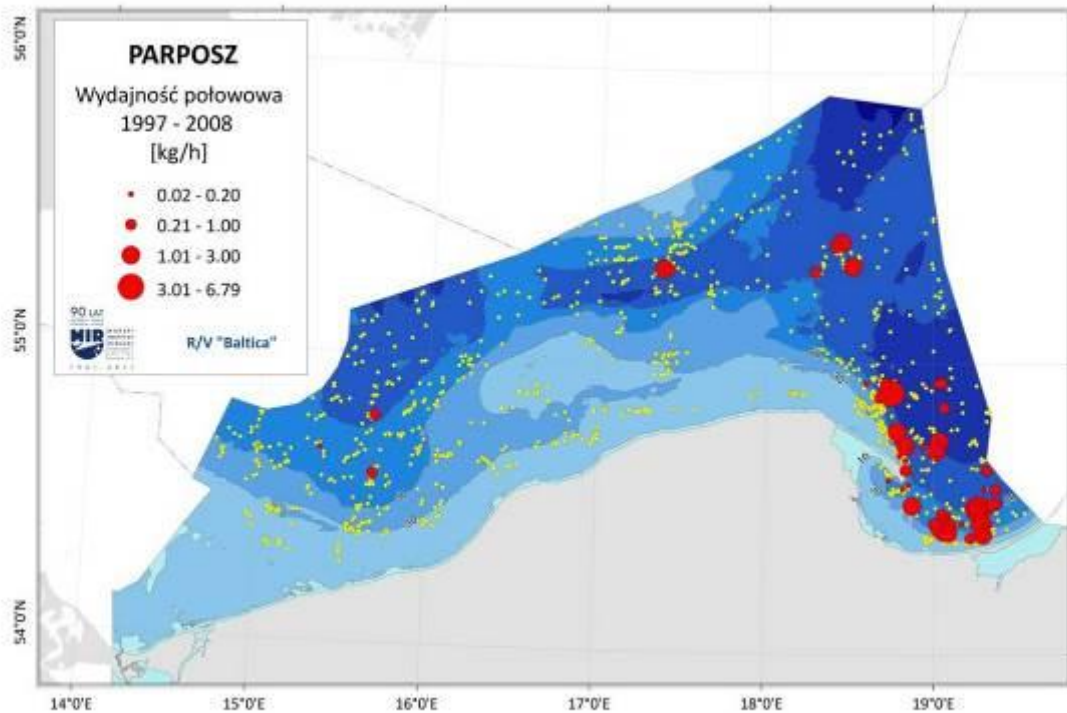 PARPOSZ
Wydajność połowowa
1997 - 2008
[kg/h]
0.02 - 0.20
0.21 - 1.00
1.01 - 3.00
3.01 - 6.79
90 LAT
MIR
R/V "Baltica"
56°0'N
55°0'N
54°0'N
14°0'E
15°0'E
16°0'E
17°0'E
18°0'E
19°0'E